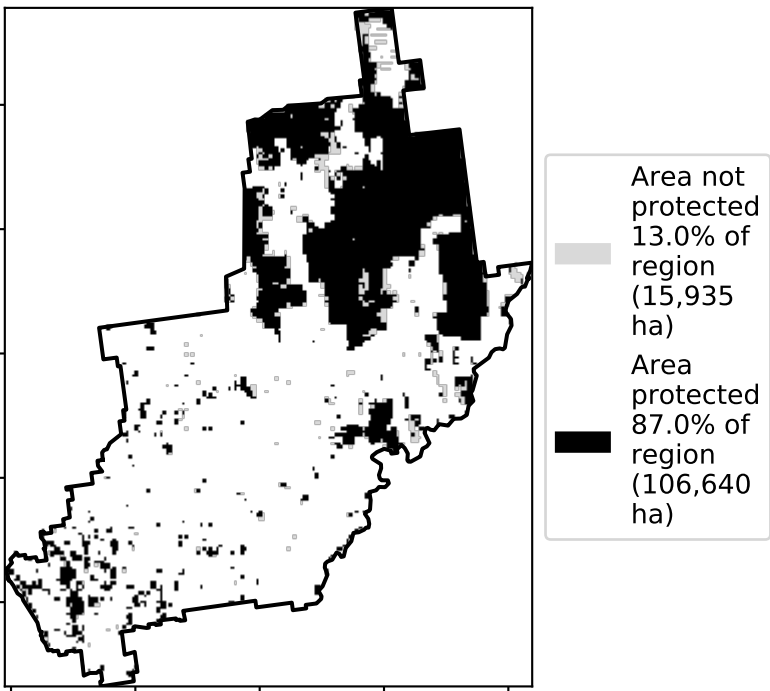 Area not
protected
13.0% of
region
(15,935
ha)
Area
protected
87.0% of
region
(106,640
ha)